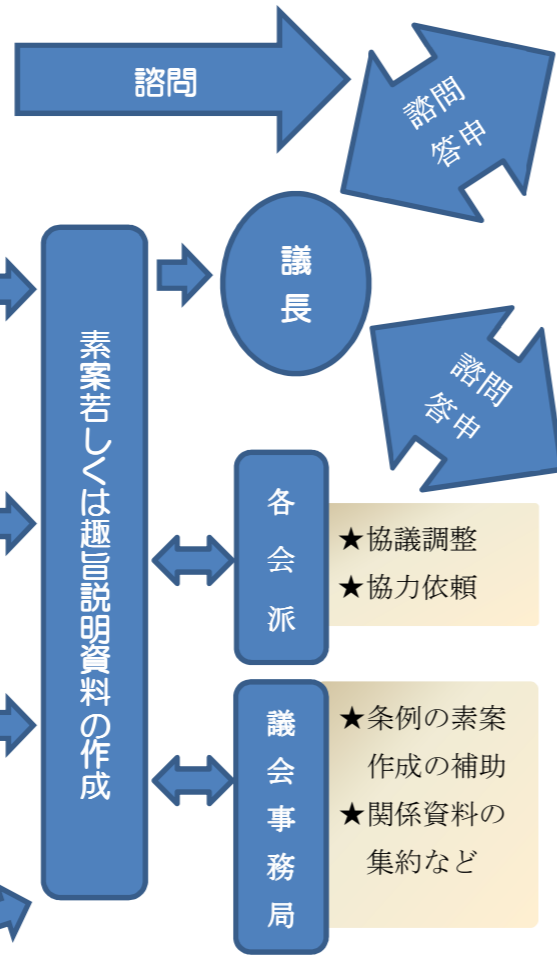 諮問
諮問
答申
議長
素案若しくは趣旨説明資料の作成
諮問
答申
各会派
★協議調整
★協力依頼
議会事務局
★条例の素案
作成の補助
★関係資料の
集約など